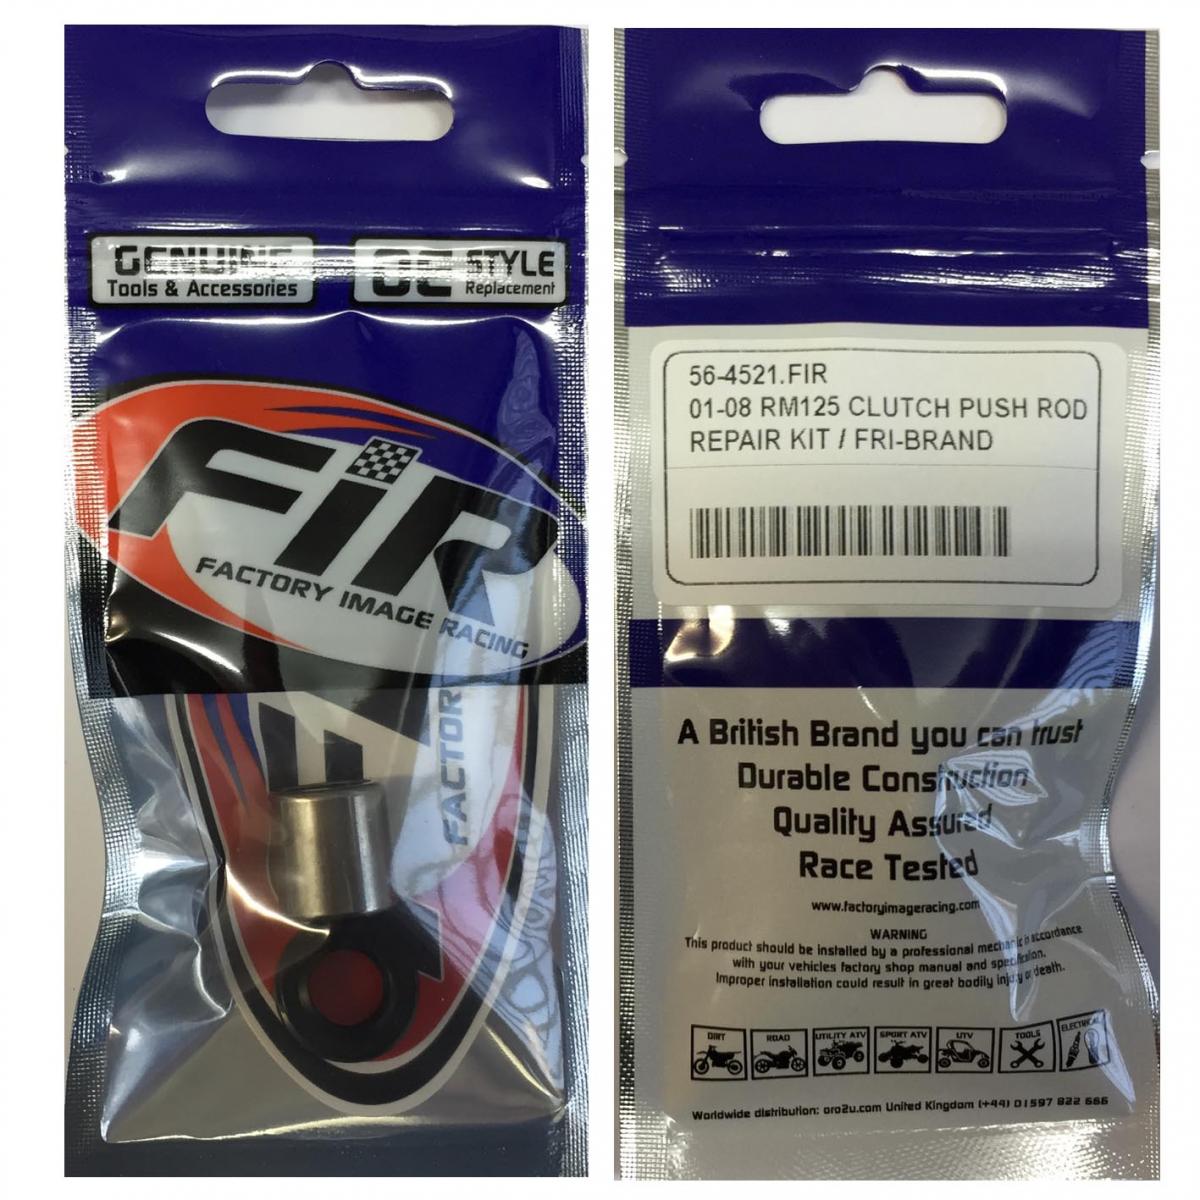 GENUINE
Tools & Accessories
OE STYLE
Replacement
FiR
FACTORY IMAGE RACING
FACTORY
56-4521.FIR
01-08 RM125 CLUTCH PUSH ROD
REPAIR KIT / FRI-BRAND
A British Brand you can trust
Durable Construction
Quality Assured
Race Tested
www.factoryimageracing.com
WARNING
This product should be installed by a professional mechanic in accordance
with your vehicles factory shop manual and specification.
Improper installation could result in great bodily injury or death.
DIRT ROAD UTILITY ATV SPORT ATV UTV TOOLS ELECTRICAL
Worldwide distribution: oro2u.com United Kingdom (+44) 01597 822 666